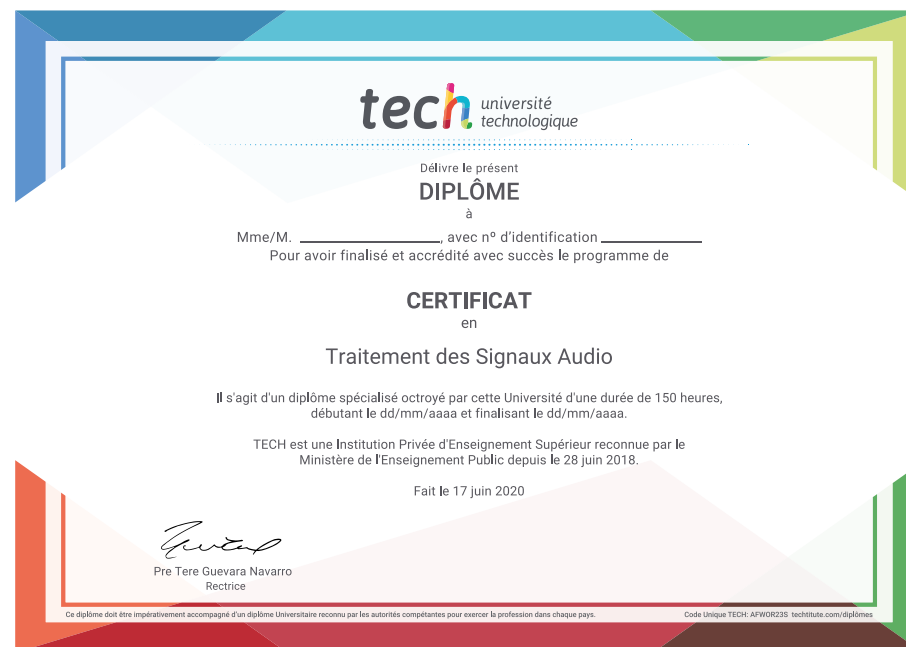 tech université
technologique
Délivre le présent
DIPLÔME
à
Mme/M. ____________________, avec nº d'identification ______________
Pour avoir finalisé et accrédité avec succès le programme de
CERTIFICAT
en
Traitement des Signaux Audio
Il s'agit d'un diplôme spécialisé octroyé par cette Université d'une durée de 150 heures,
débutant le dd/mm/aaaa et finalisant le dd/mm/aaaa.
TECH est une Institution Privée d'Enseignement Supérieur reconnue par le
Ministère de l'Enseignement Public depuis le 28 juin 2018.
Fait le 17 juin 2020
Pre Tere Guevara Navarro
Rectrice
Ce diplôme doit être impérativement accompagné d'un diplôme Universitaire reconnu par les autorités compétantes pour exercer la profession dans chaque pays.
Code Unique TECH: AFWOR23S techtitute.com/diplômes